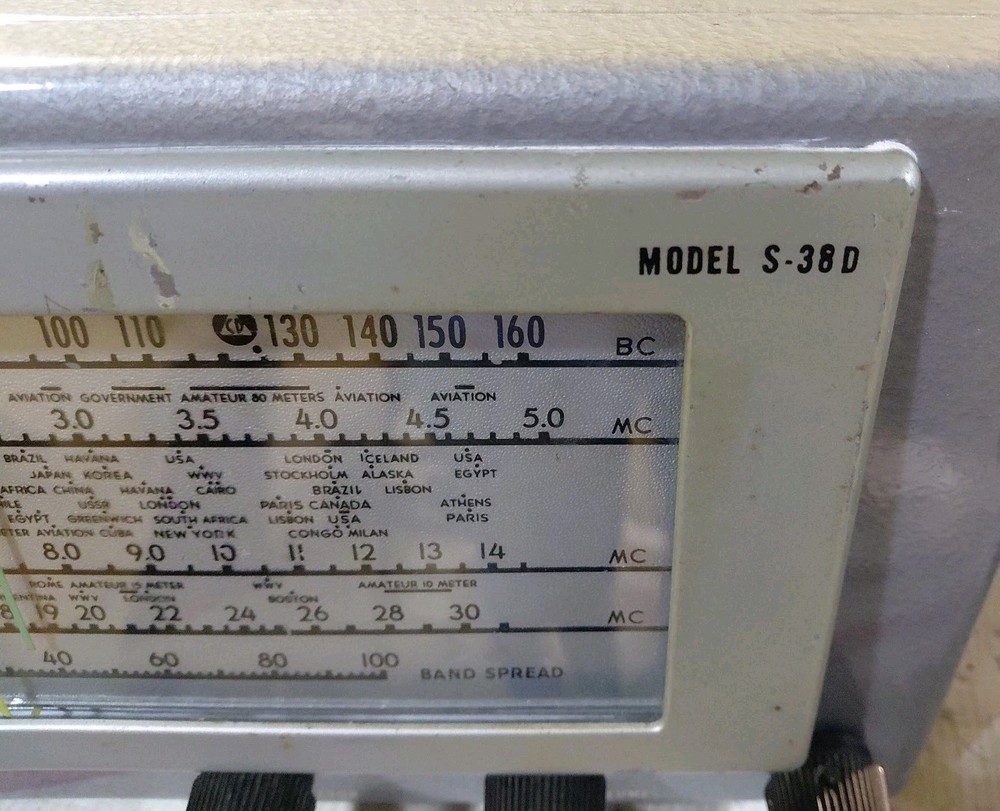 MODEL S-38D
100 110 CD 130 140 150 160 BC
AVIATION GOVERNMENT AMATEUR 80 METERS AVIATION AVIATION
3.0 3.5 4.0 4.5 5.0 MC
BRAZIL HAVANA USA LONDON ICELAND USA
JAPAN KOREA WWV STOCKHOLM ALASKA EGYPT
AFRICA CHINA HAVANA CAIRO BRAZIL LISBON
USSR LONDON PARIS CANADA ATHENS
EGYPT GREENWICH SOUTH AFRICA LISBON USA PARIS
AVIATION CUBA NEW YORK CONGO MILAN
8.0 9.0 10 11 12 13 14 MC
ROME AMATEUR 15 METER WWV AMATEUR 10 METER
WWV LONDON BOSTON
19 20 22 24 26 28 30 MC
40 60 80 100 BAND SPREAD